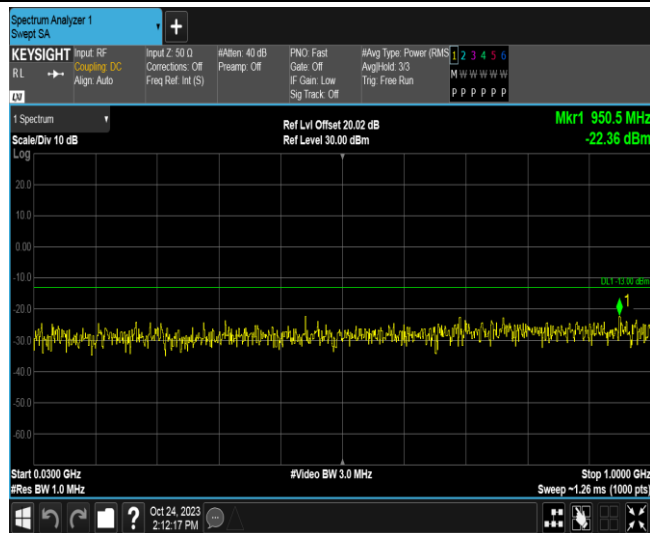 Spectrum Analyzer 1
Swept SA
+
KEYSIGHT
RL
Input: RF
Coupling: DC
Align: Auto
Input Z: 50 Ω
Corrections: Off
Freq Ref: Int (S)
#Atten: 40 dB
Preamp: Off
PNO: Fast
Gate: Off
IF Gain: Low
Sig Track: Off
#Avg Type: Power (RMS
Avg|Hold: 3/3
Trig: Free Run
1 2 3 4 5 6
M W W W W W
P P P P P P
1 Spectrum
Scale/Div 10 dB
Log
Ref Lvl Offset 20.02 dB
Ref Level 30.00 dBm
Mkr1 950.5 MHz
-22.36 dBm
20.0
10.0
0.00
-10.0
DL1 -13.00 dBm
1
-20.0
-30.0
-40.0
-50.0
-60.0
Start 0.0300 GHz
#Res BW 1.0 MHz
#Video BW 3.0 MHz
Stop 1.0000 GHz
Sweep ~1.26 ms (1000 pts)
?
Oct 24, 2023
2:12:17 PM